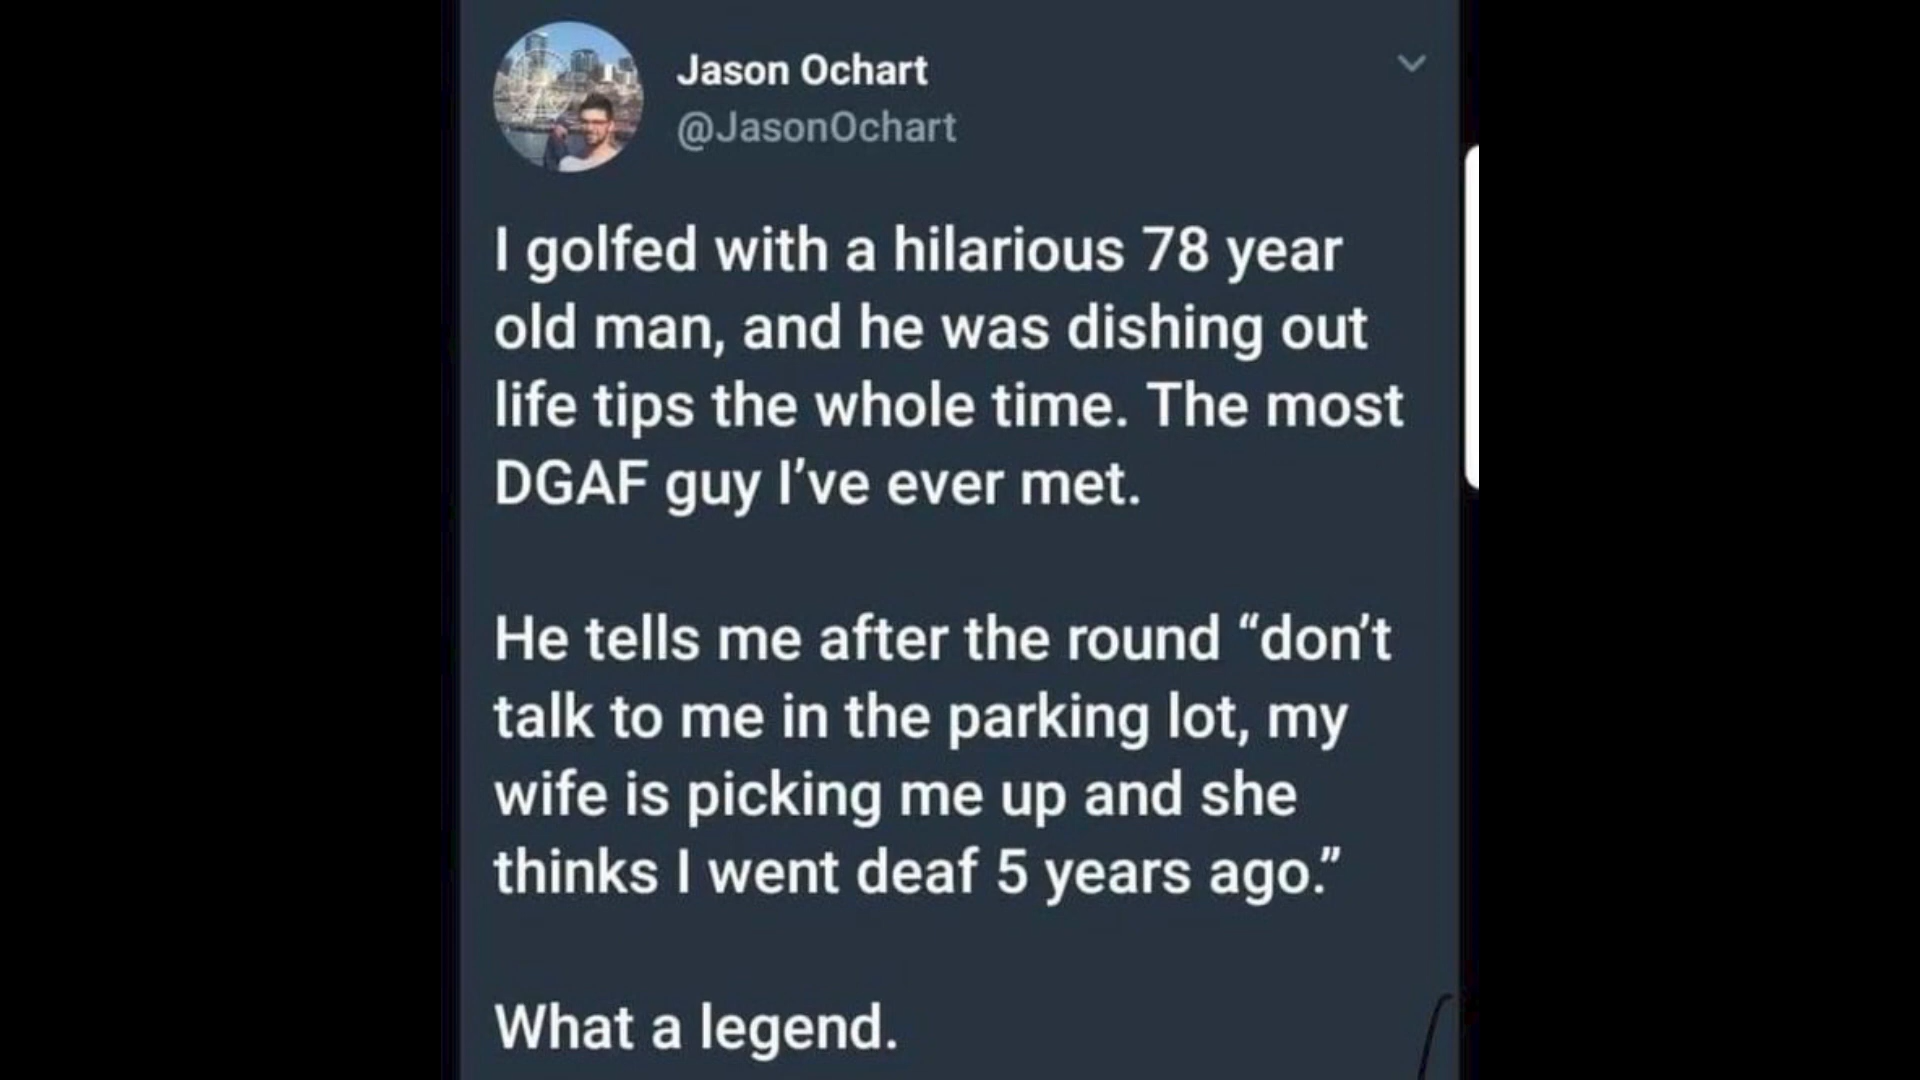 Jason Ochart
@JasonOchart
I golfed with a hilarious 78 year
old man, and he was dishing out
life tips the whole time. The most
DGAF guy I’ve ever met.
He tells me after the round “don’t
talk to me in the parking lot, my
wife is picking me up and she
thinks I went deaf 5 years ago.”
What a legend.